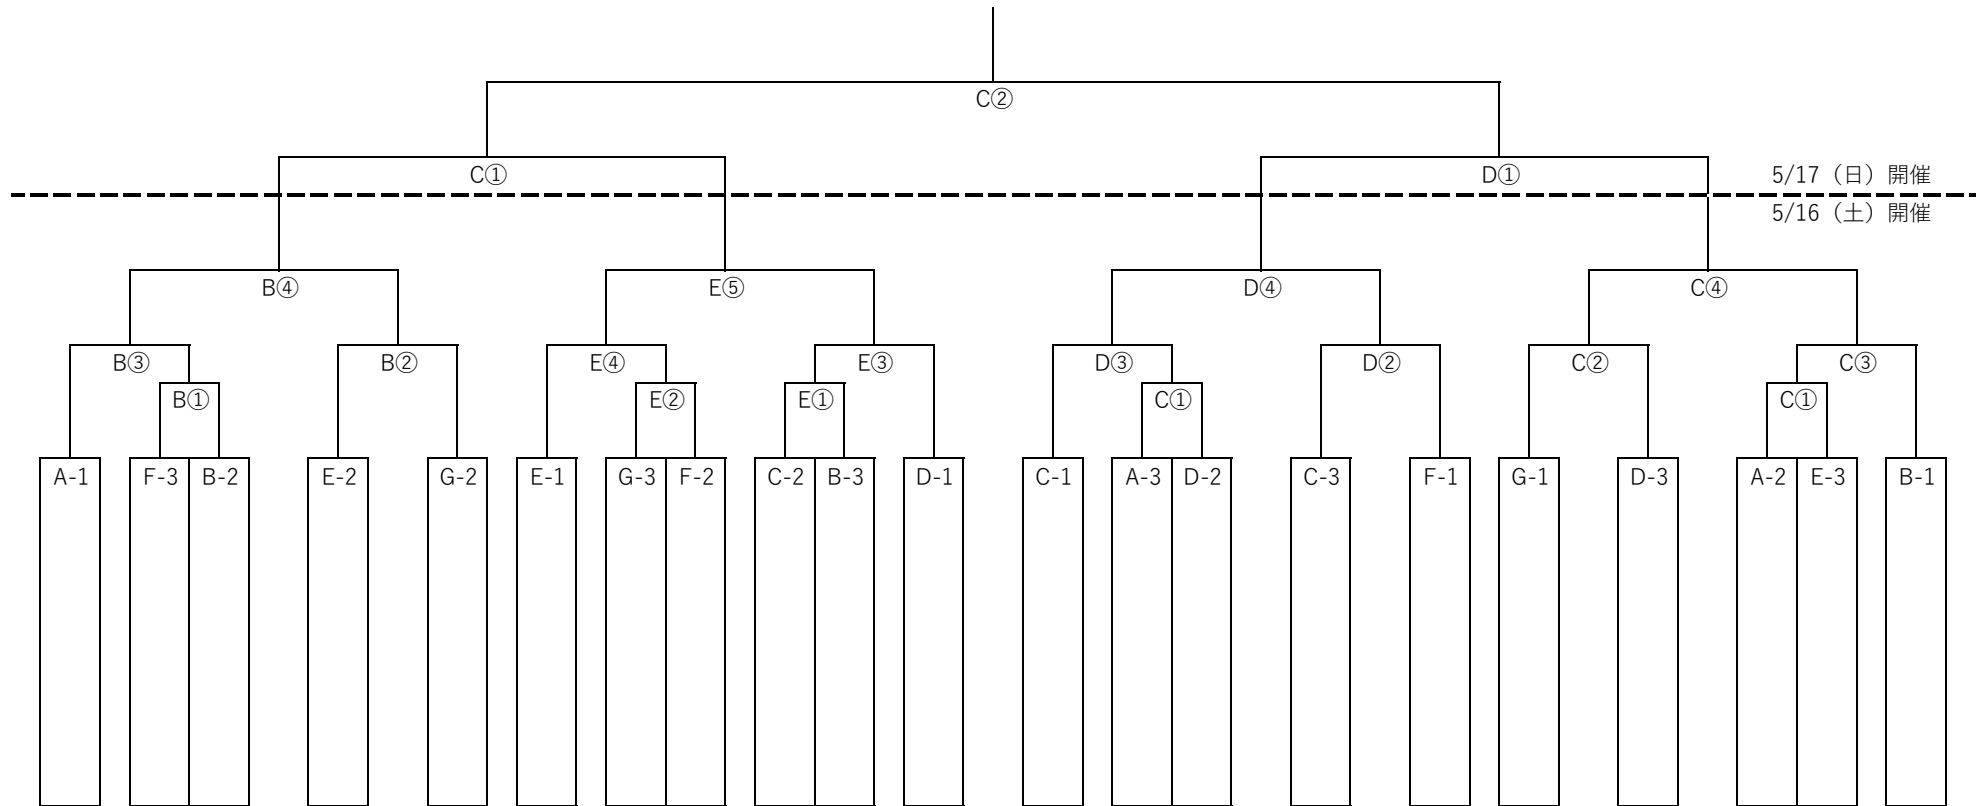 C②
C①
D①
5/17（日）開催
5/16（土）開催
B④
E⑤
D④
C④
B③
B②
E④
E③
D③
D②
C②
C③
B①
E②
E①
C①
C①
A-1
F-3
B-2
E-2
G-2
E-1
G-3
F-2
C-2
B-3
D-1
C-1
A-3
D-2
C-3
F-1
G-1
D-3
A-2
E-3
B-1